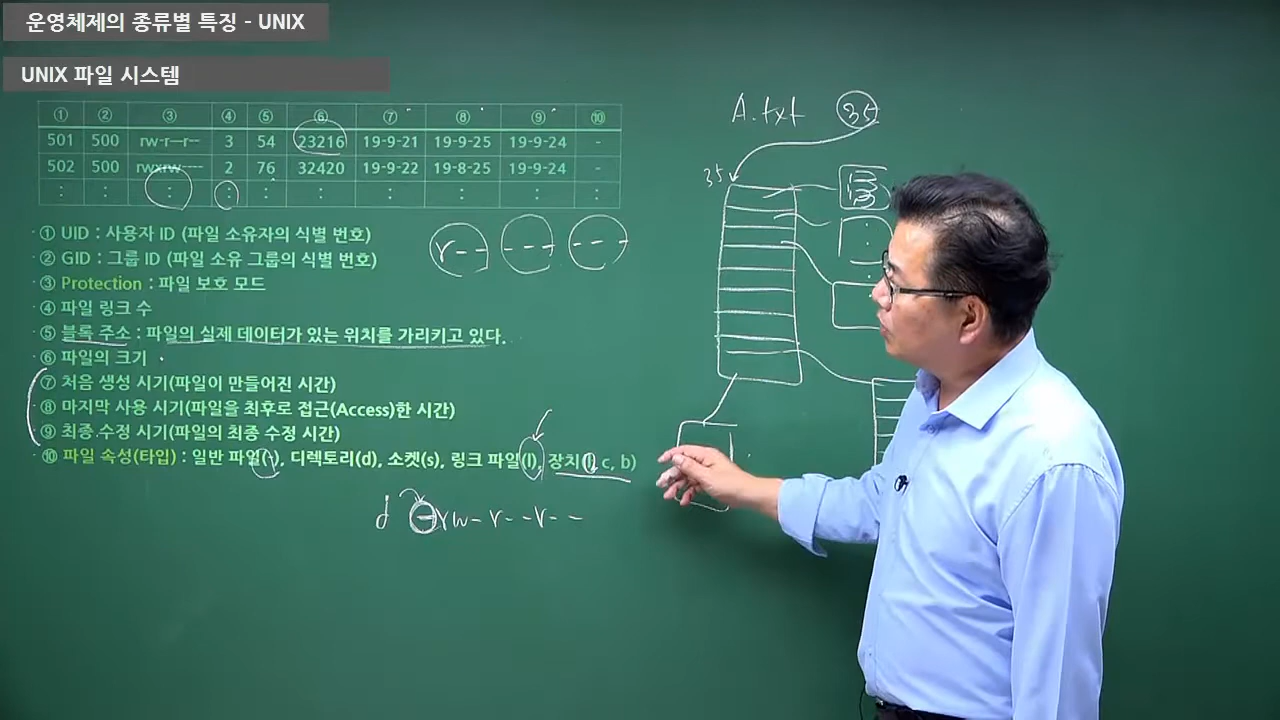 운영체제의 종류별 특징 - UNIX
UNIX 파일 시스템
① ② ③ ④ ⑤ ⑥ ⑦ ⑧ ⑨ ⑩
501 500 rw-r--r-- 3 54 23216 19-9-21 19-9-25 19-9-24 -
502 500 rwxrw---- 2 76 32420 19-9-22 19-8-25 19-9-24 -
: : : : : : : : : :
① UID : 사용자 ID (파일 소유자의 식별 번호)
② GID : 그룹 ID (파일 소유 그룹의 식별 번호)
③ Protection : 파일 보호 모드
④ 파일 링크 수
⑤ 블록 주소 : 파일의 실제 데이터가 있는 위치를 가리키고 있다.
⑥ 파일의 크기
⑦ 처음 생성 시기(파일이 만들어진 시간)
⑧ 마지막 사용 시기(파일을 최후로 접근(Access)한 시간)
⑨ 최종 수정 시기(파일의 최종 수정 시간)
⑩ 파일 속성(타입) : 일반 파일(-), 디렉토리(d), 소켓(s), 링크 파일(l), 장치(l, c, b)
r-- --- ---
d -rw-r--r--
A.txt 35
35